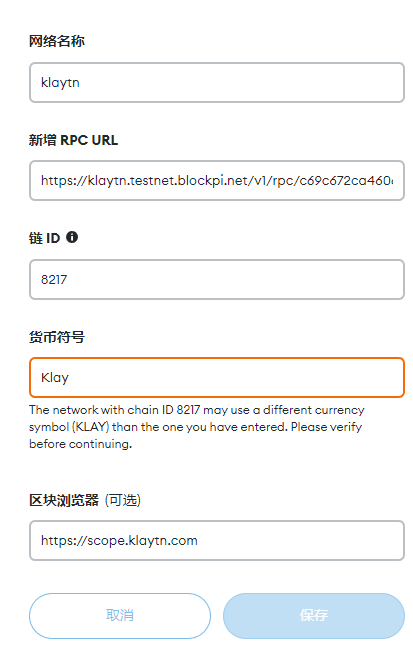 网络名称
klaytn
新增 RPC URL
https://klaytn.testnet.blockpi.net/v1/rpc/c69c672ca460
链 ID
8217
货币符号
Klay
The network with chain ID 8217 may use a different currency
symbol (KLAY) than the one you have entered. Please verify
before continuing.
区块浏览器 (可选)
https://scope.klaytn.com
取消
保存